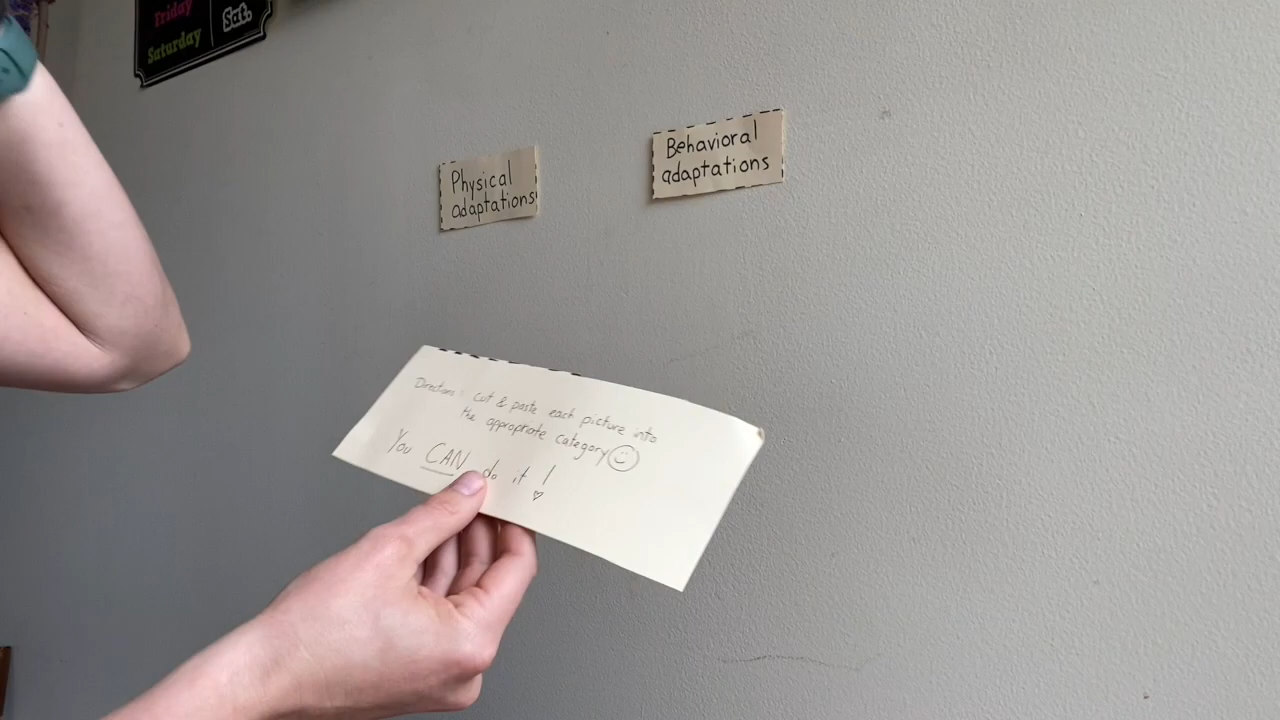 Friday
Saturday
Sat.
Physical
adaptations
Behavioral
adaptations
Directions: cut & paste each picture into
the appropriate category
You CAN do it!